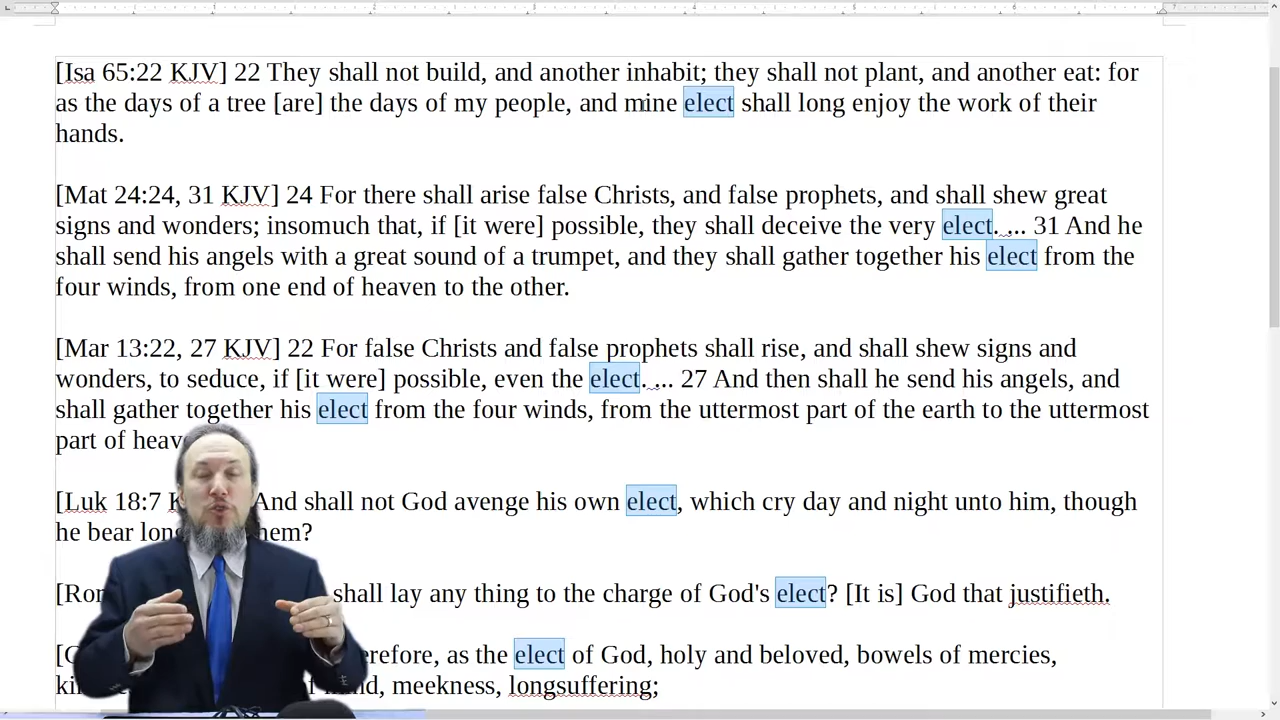 [Isa 65:22 KJV] 22 They shall not build, and another inhabit; they shall not plant, and another eat: for
as the days of a tree [are] the days of my people, and mine elect shall long enjoy the work of their
hands.
[Mat 24:24, 31 KJV] 24 For there shall arise false Christs, and false prophets, and shall shew great
signs and wonders; insomuch that, if [it were] possible, they shall deceive the very elect. ... 31 And he
shall send his angels with a great sound of a trumpet, and they shall gather together his elect from the
four winds, from one end of heaven to the other.
[Mar 13:22, 27 KJV] 22 For false Christs and false prophets shall rise, and shall shew signs and
wonders, to seduce, if [it were] possible, even the elect. ... 27 And then shall he send his angels, and
shall gather together his elect from the four winds, from the uttermost part of the earth to the uttermost
part of
[Luk 18:7 And shall not God avenge his own elect, which cry day and night unto him, though
he bear
shall lay any thing to the charge of God's elect? [It is] God that justifieth.
as the elect of God, holy and beloved, bowels of mercies,
meekness, longsuffering;